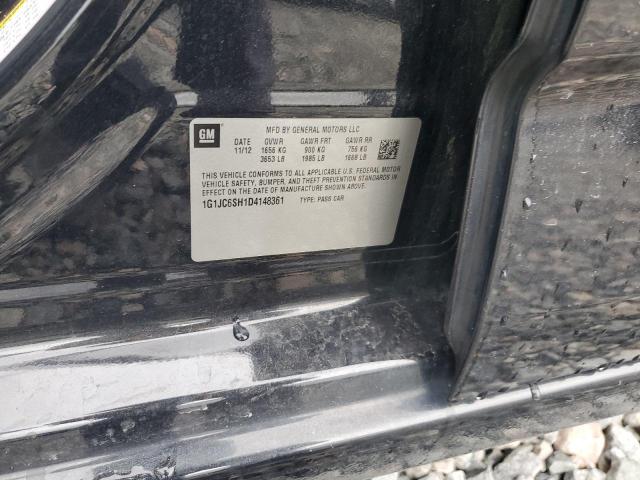 GM
MFD BY GENERAL MOTORS LLC
DATE GVWR GAWR FRT GAWR RR
11/12 1656 KG 900 KG 756 KG
3653 LB 1985 LB 1668 LB
THIS VEHICLE CONFORMS TO ALL APPLICABLE U.S. FEDERAL MOTOR
VEHICLE SAFETY, BUMPER, AND THEFT PREVENTION STANDARDS IN
EFFECT ON THE DATE OF MANUFACTURE SHOWN ABOVE.
1G1JC6SH1D4148361 TYPE: PASS CAR